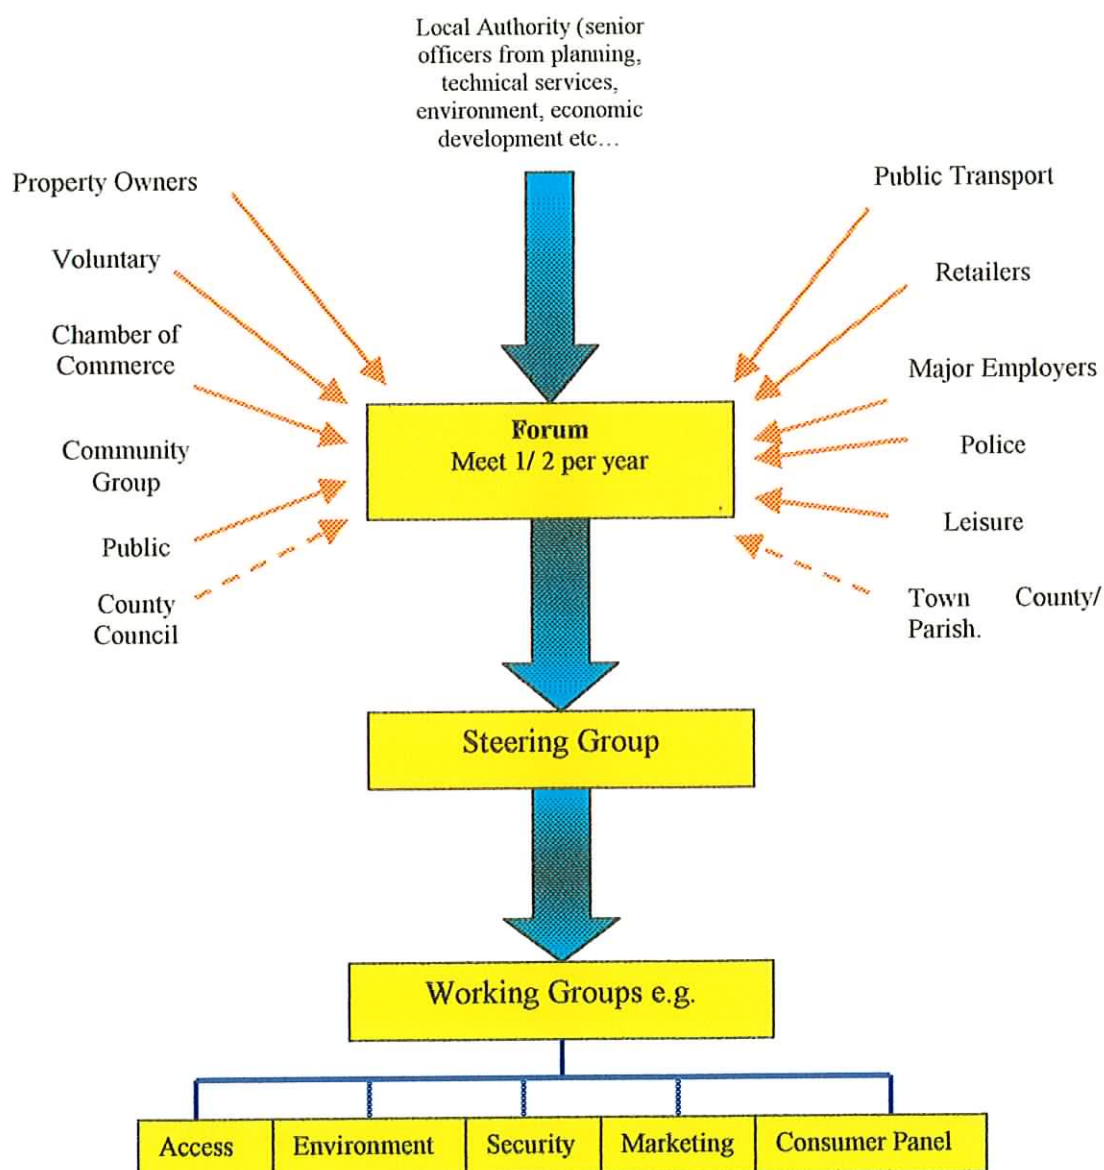 Local Authority (senior
officers from planning,
technical services,
environment, economic
development etc…
Property Owners
Voluntary
Chamber of
Commerce
Community
Group
Public
County
Council
Public Transport
Retailers
Major Employers
Police
Leisure
Town County/
Parish.
Forum
Meet 1/ 2 per year
Steering Group
Working Groups e.g.
Access
Environment
Security
Marketing
Consumer Panel